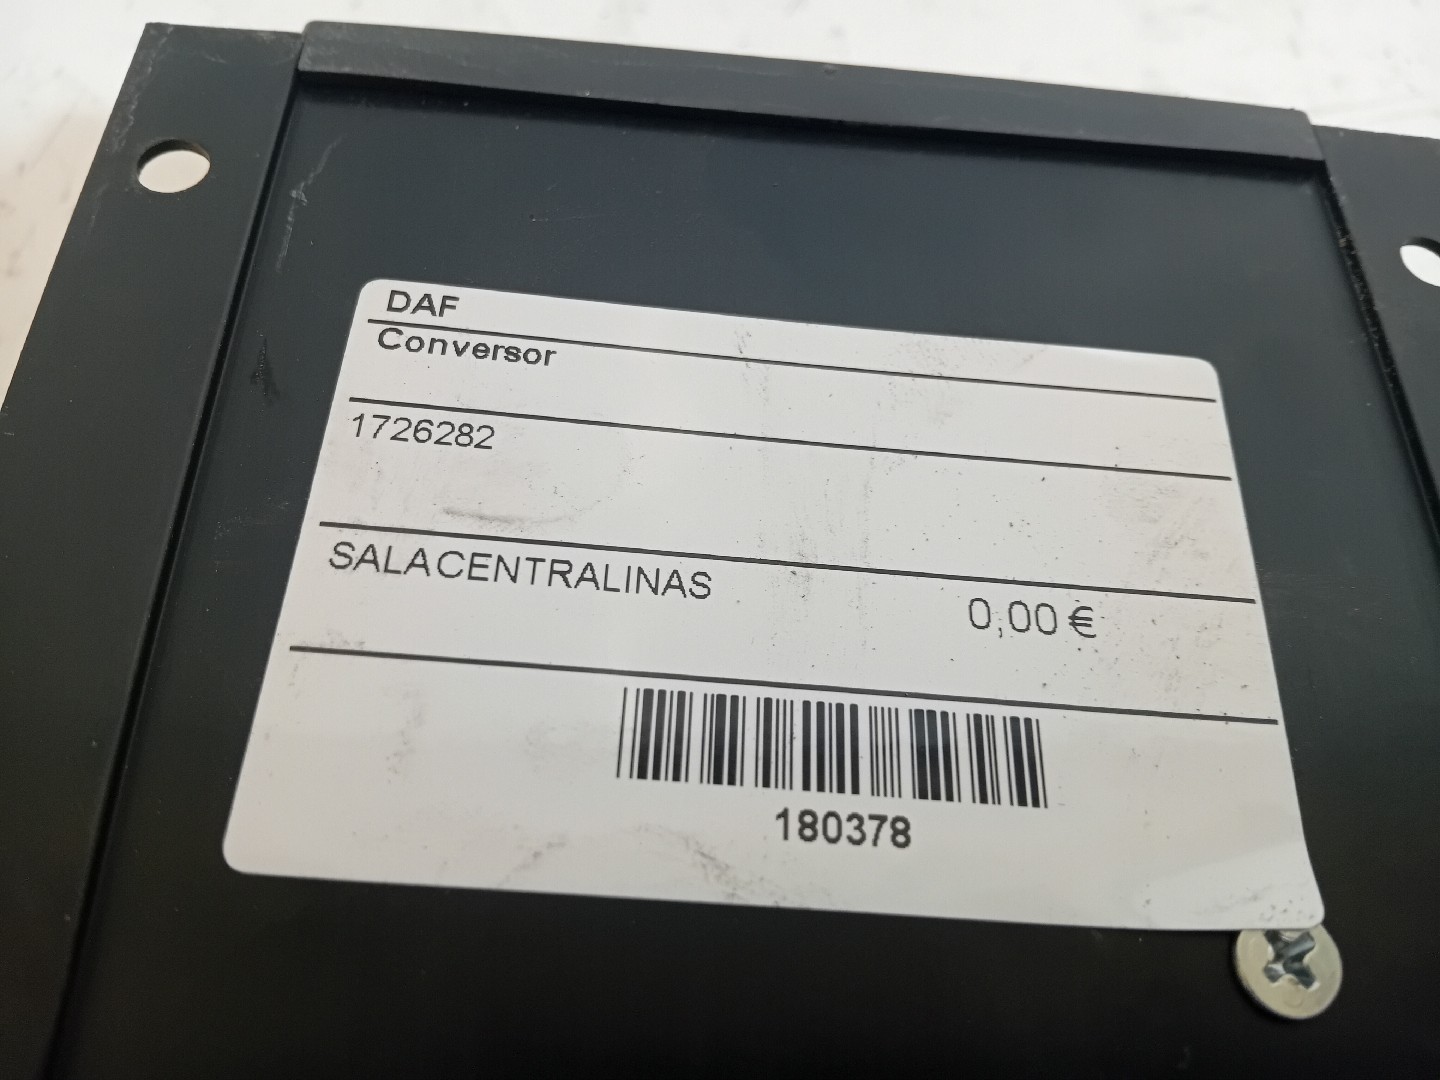 DAF
Conversor
1726282
SALACENTRALINAS 0,00 €
180378